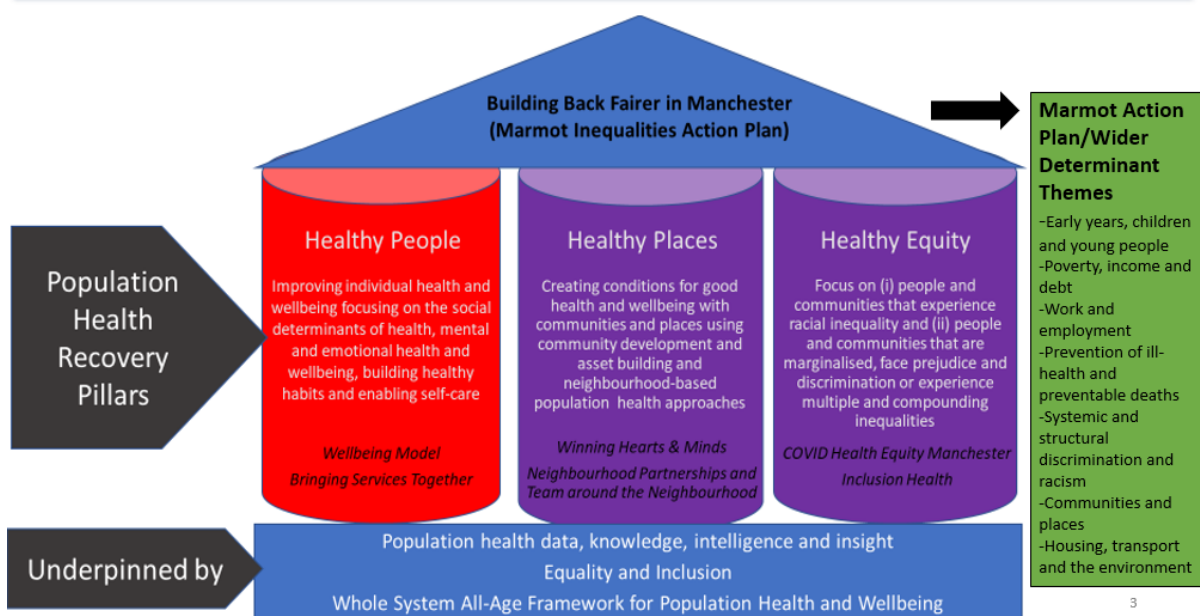 Building Back Fairer in Manchester
(Marmot Inequalities Action Plan)
Population
Health
Recovery
Pillars
Healthy People
Improving individual health and
wellbeing focusing on the social
determinants of health, mental
and emotional health and
wellbeing, building healthy
habits and enabling self-care
Wellbeing Model
Bringing Services Together
Healthy Places
Creating conditions for good
health and wellbeing with
communities and places using
community development and
asset building and
neighbourhood-based
population health approaches
Winning Hearts & Minds
Neighbourhood Partnerships and
Team around the Neighbourhood
Healthy Equity
Focus on (i) people and
communities that experience
racial inequality and (ii) people
and communities that are
marginalised, face prejudice and
discrimination or experience
multiple and compounding
inequalities
COVID Health Equity Manchester
Inclusion Health
Marmot Action
Plan/Wider
Determinant
Themes
-Early years, children
and young people
-Poverty, income and
debt
-Work and
employment
-Prevention of ill-
health and
preventable deaths
-Systemic and
structural
discrimination and
racism
-Communities and
places
-Housing, transport
and the environment
Underpinned by
Population health data, knowledge, intelligence and insight
Equality and Inclusion
Whole System All-Age Framework for Population Health and Wellbeing
3